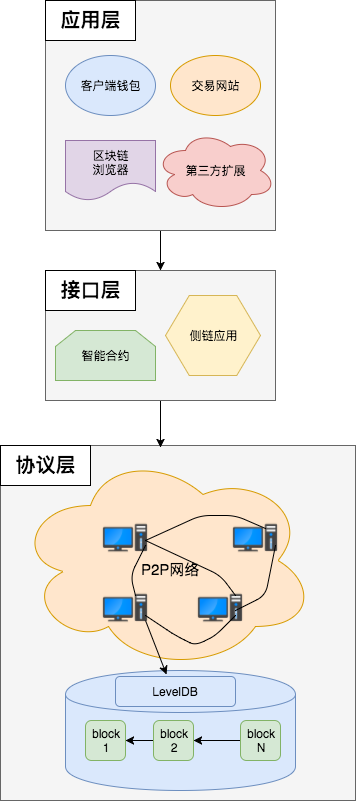 应用层
客户端钱包
交易网站
区块链
浏览器
第三方扩展
接口层
智能合约
侧链应用
协议层
P2P网络
LevelDB
block
1
block
2
block
N